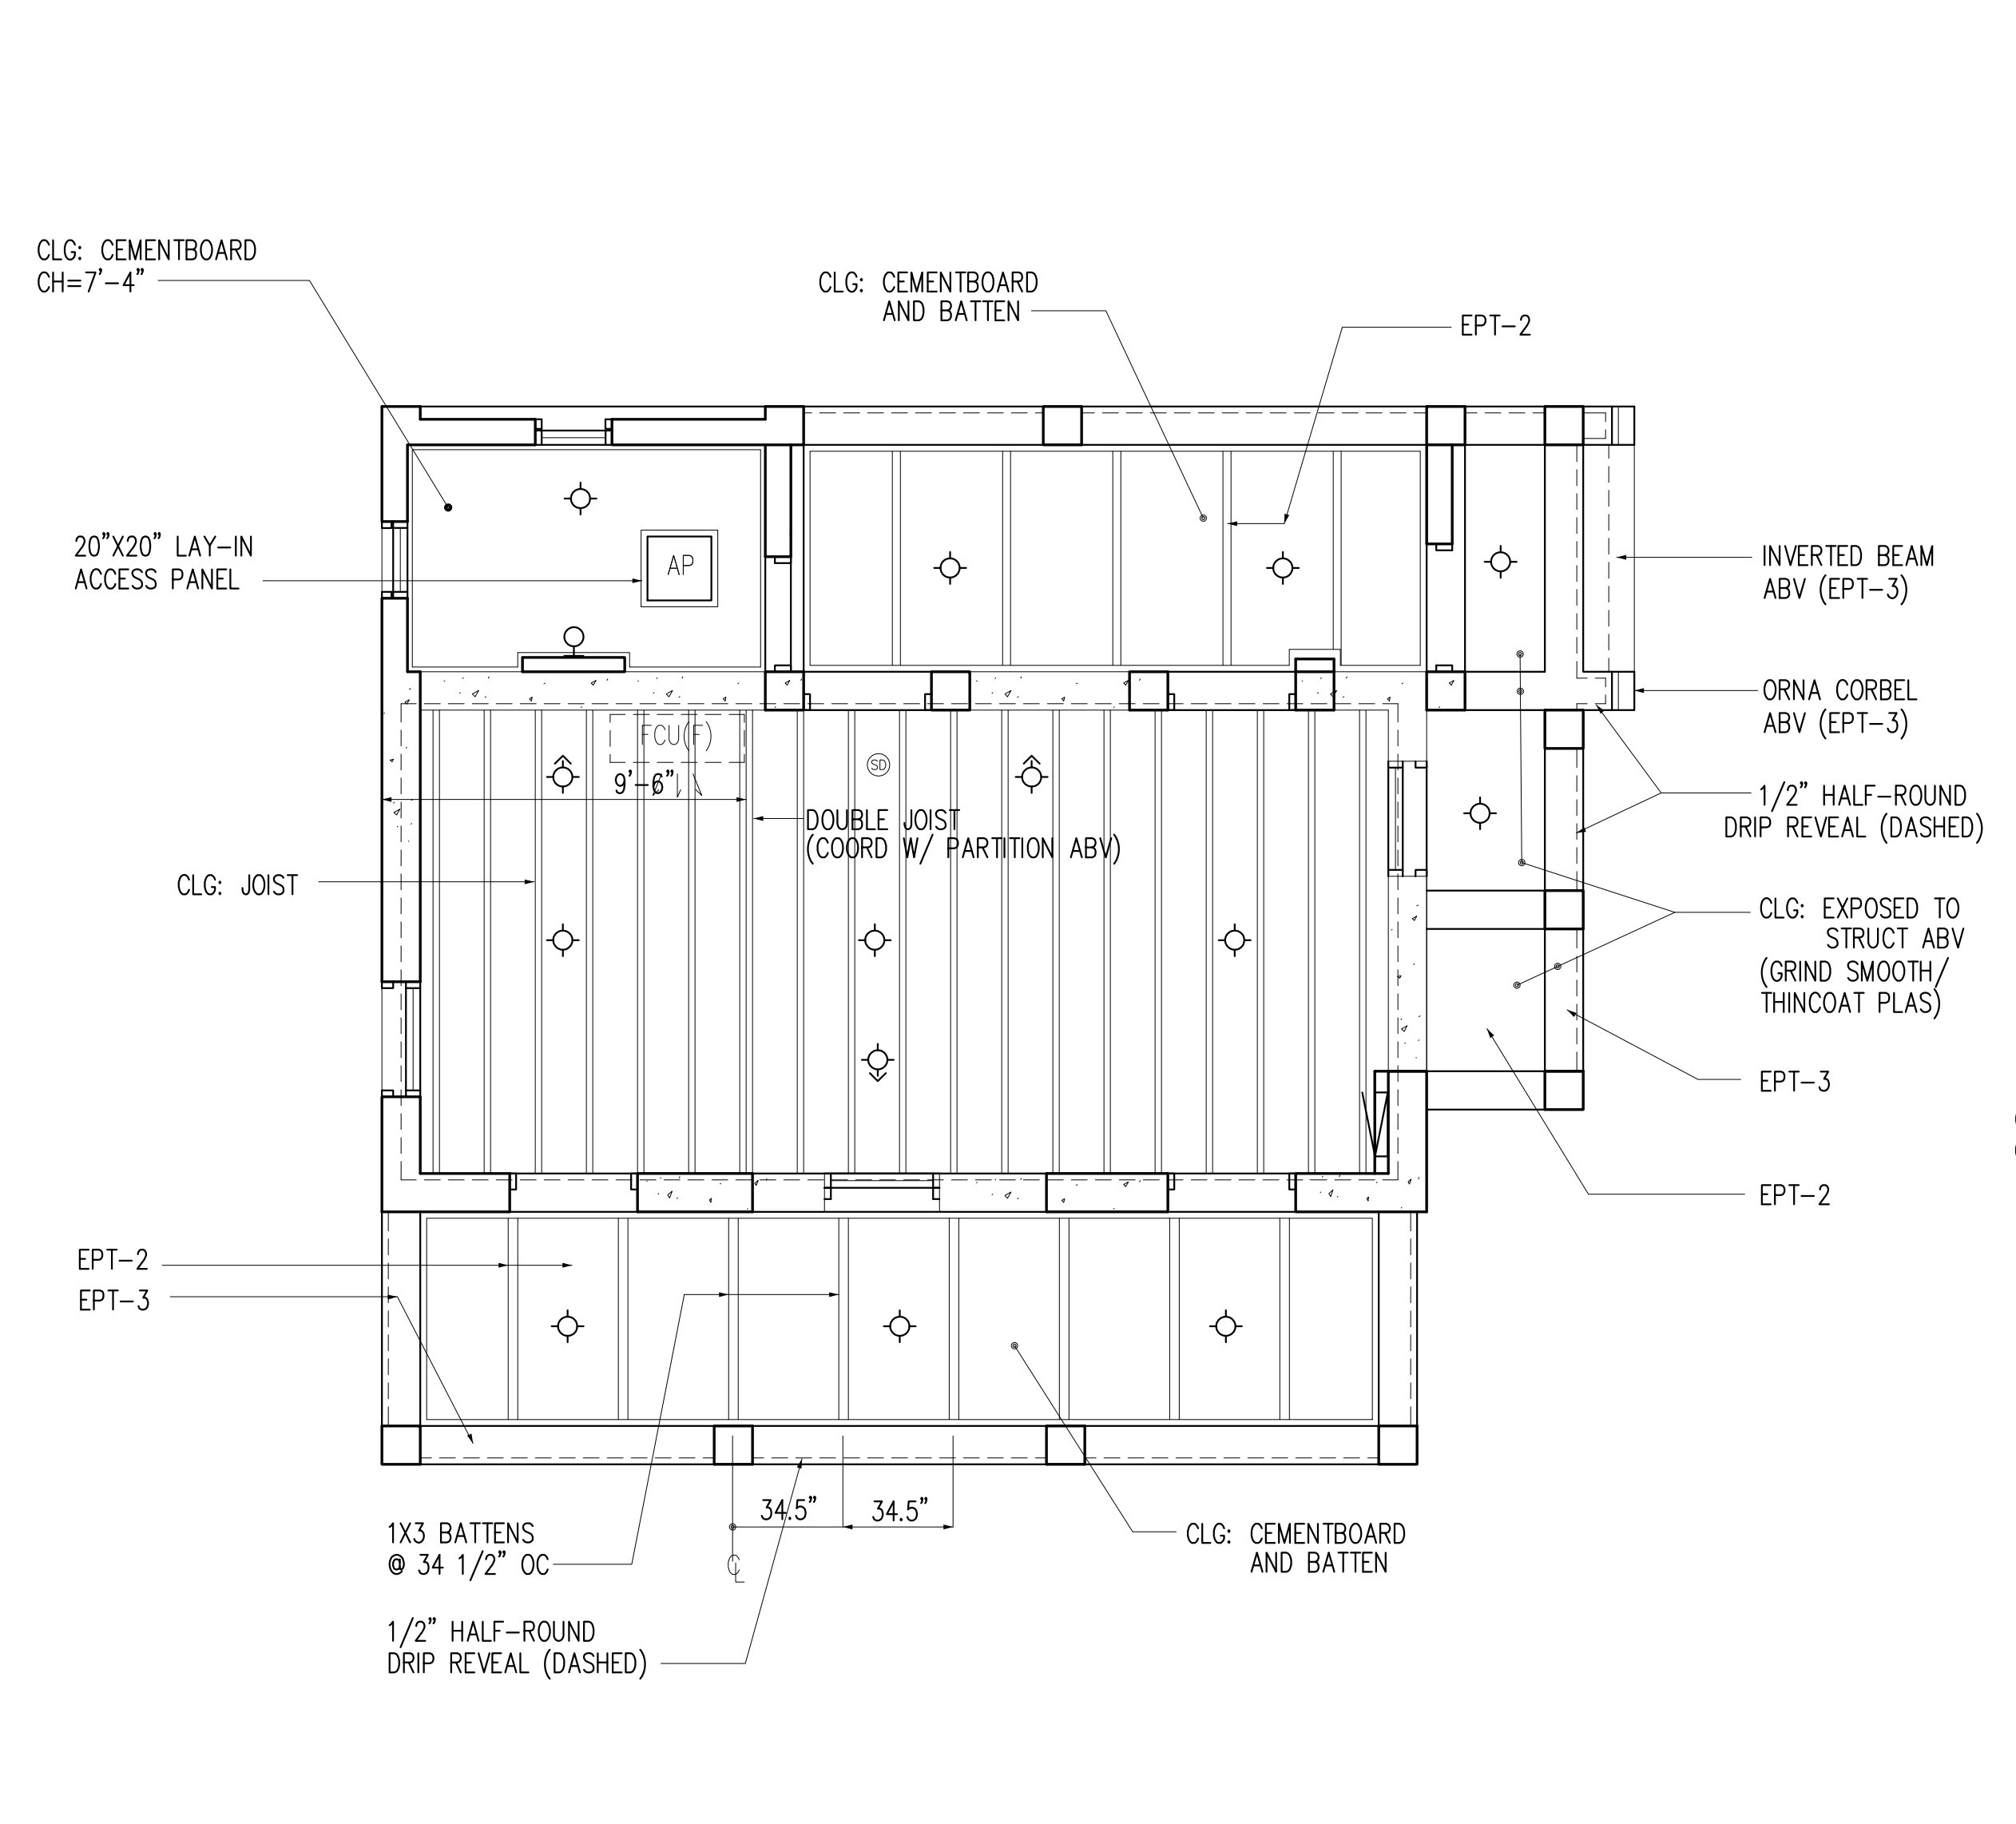 CLG: CEMENTBOARD
CH=7'-4"
CLG: CEMENTBOARD
AND BATTEN
EPT-2
20"X20" LAY-IN
ACCESS PANEL
AP
INVERTED BEAM
ABV (EPT-3)
ORNA CORBEL
ABV (EPT-3)
FCU(F)
SD
9'-6"
DOUBLE JOIST
(COORD W/ PARTITION ABV)
1/2" HALF-ROUND
DRIP REVEAL (DASHED)
CLG: JOIST
CLG: EXPOSED TO
STRUCT ABV
(GRIND SMOOTH/
THINCOAT PLAS)
EPT-3
EPT-2
EPT-2
EPT-3
34.5"
34.5"
1X3 BATTENS
@ 34 1/2" OC
CL
CLG: CEMENTBOARD
AND BATTEN
1/2" HALF-ROUND
DRIP REVEAL (DASHED)